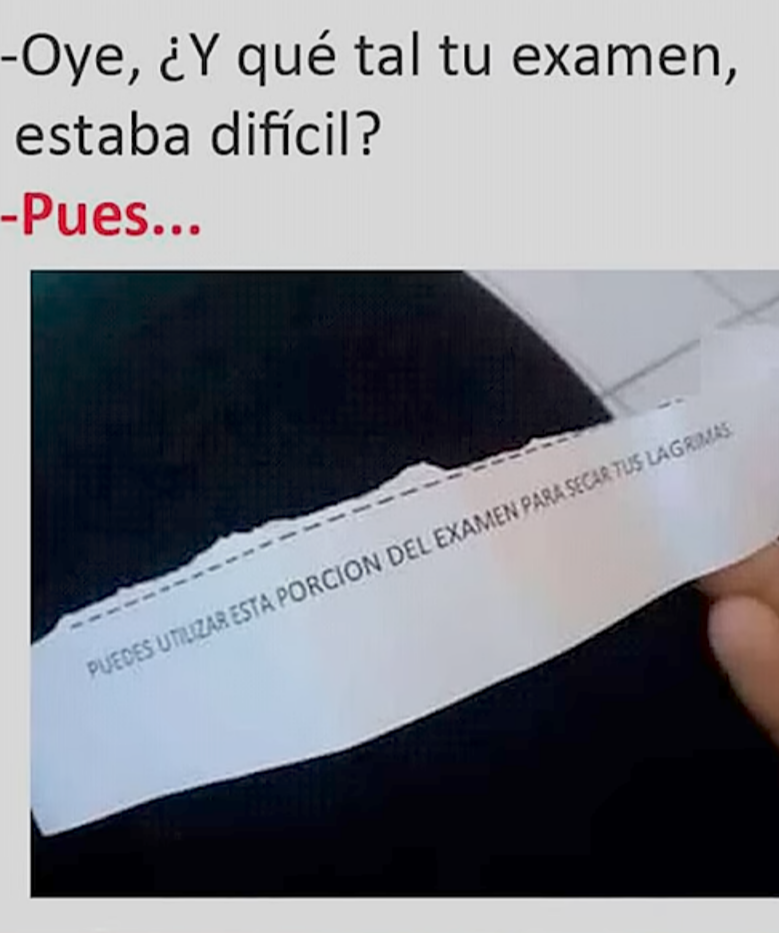 -Oye, ¿Y qué tal tu examen,
estaba difícil?
-Pues...
PUEDES UTILIZAR ESTA PORCION DEL EXAMEN PARA SECAR TUS LAGRIMAS